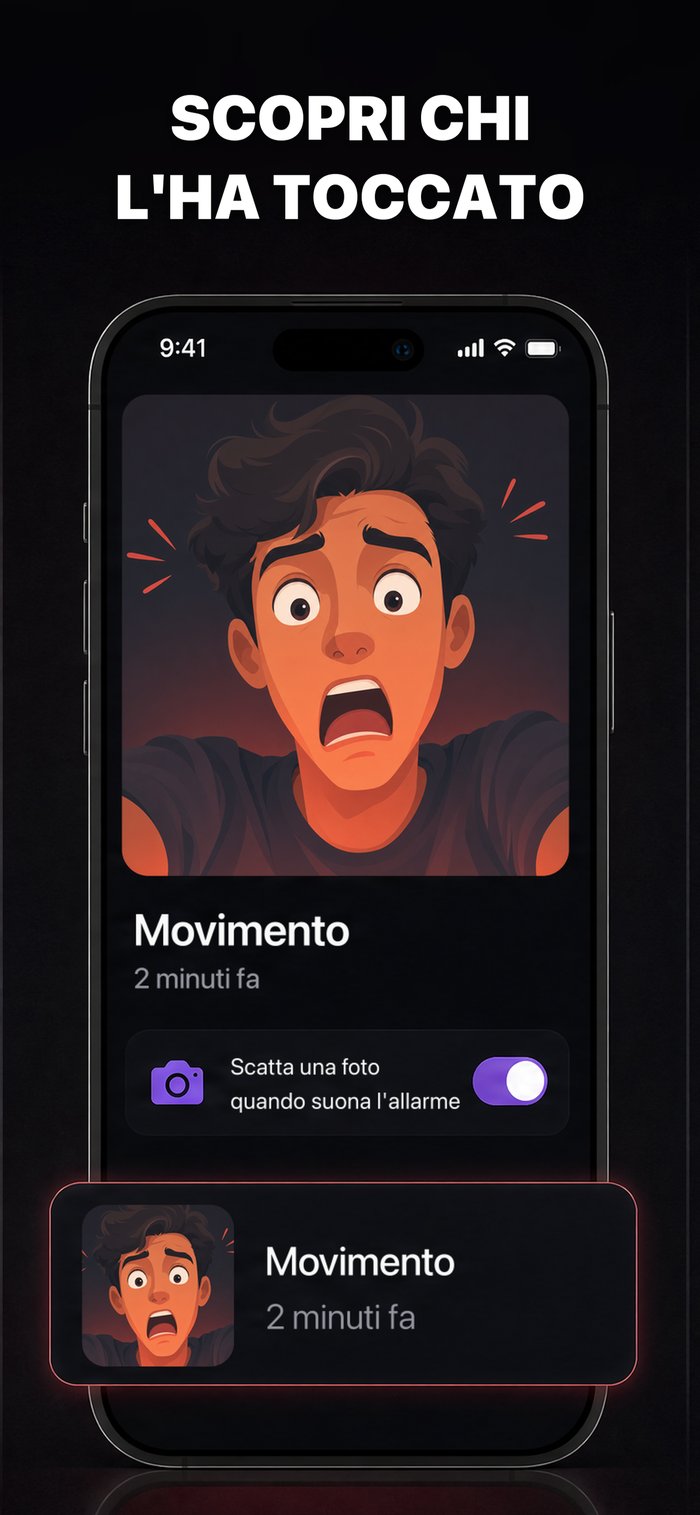 SCOPRI CHI
L'HA TOCCATO
9:41
Movimento
2 minuti fa
Scatta una foto
quando suona l'allarme
Movimento
2 minuti fa